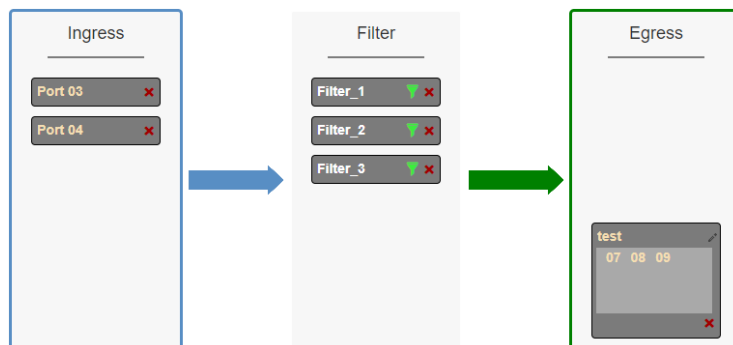 Ingress
Port 03
Port 04
Filter
Filter_1
Filter_2
Filter_3
Egress
test
07 08 09